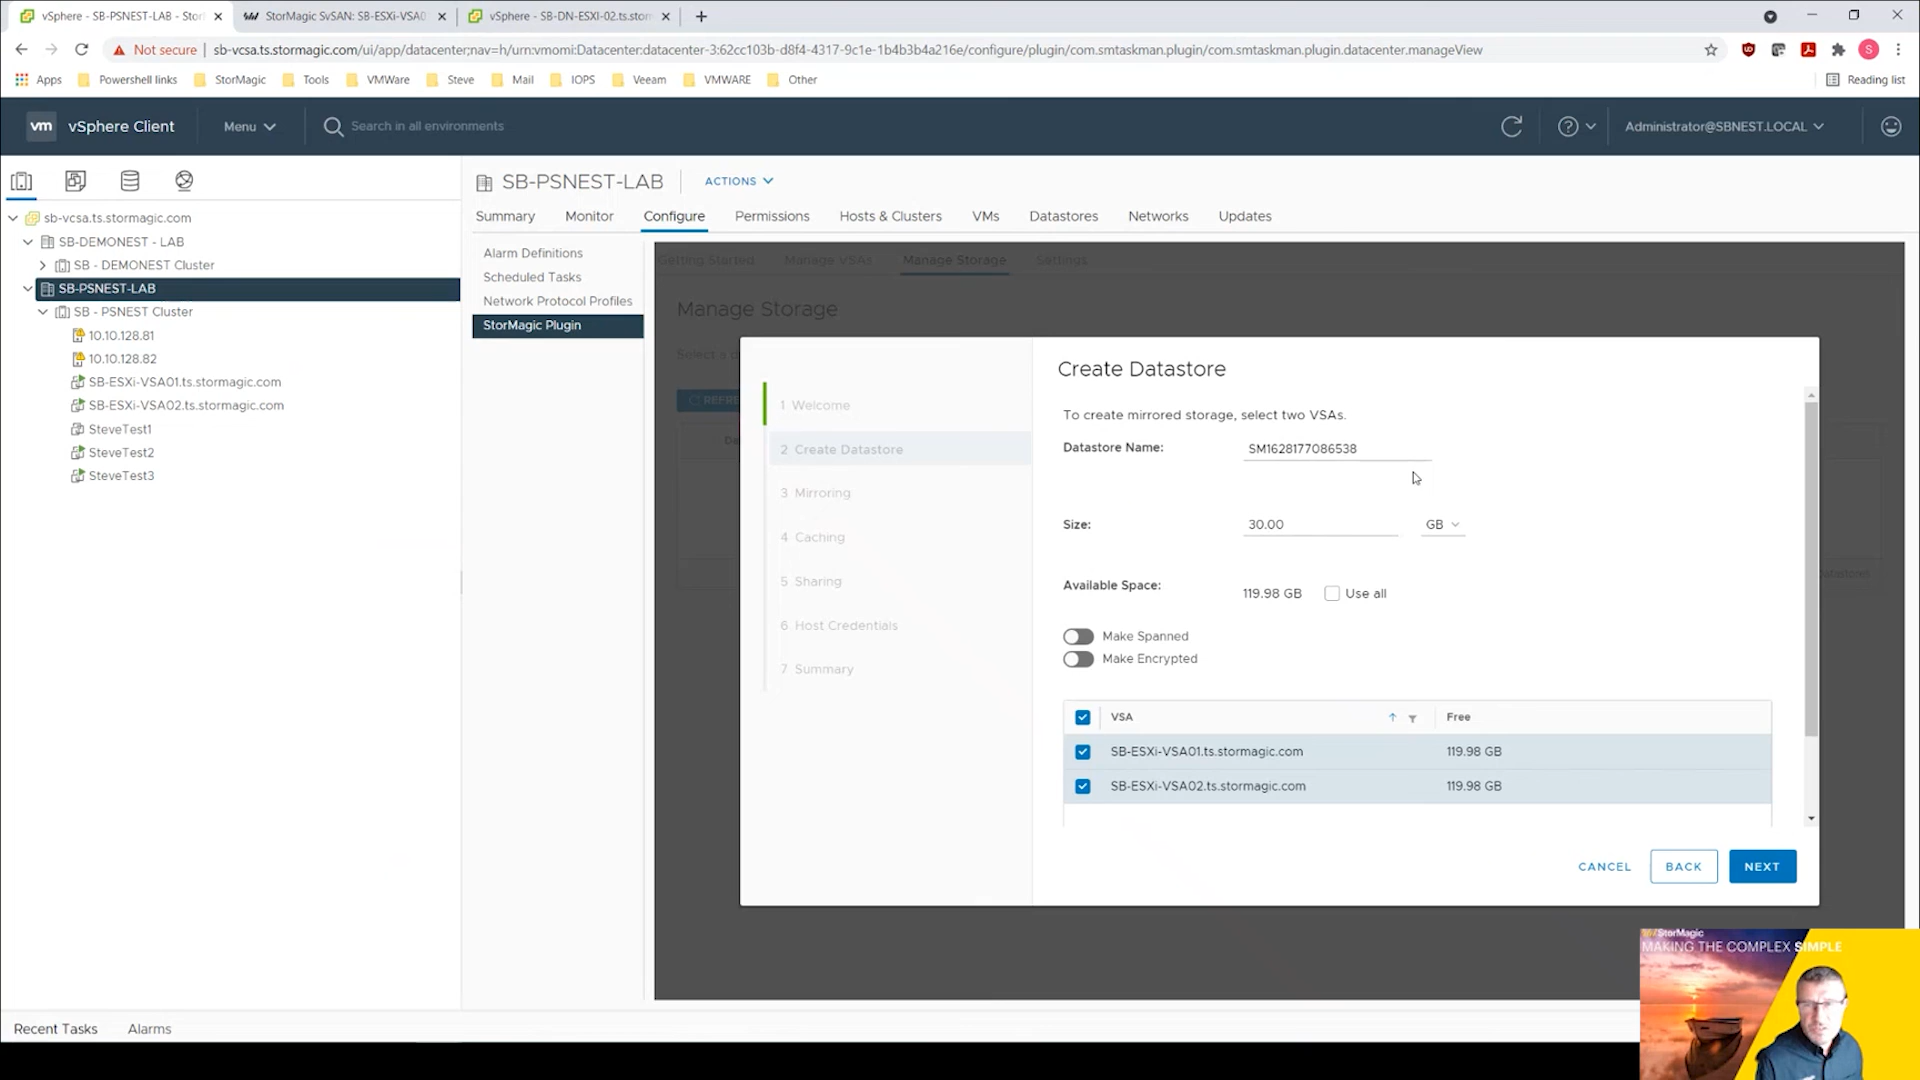 vSphere - SB-PSNEST-LAB - Stor
StorMagic SvSAN: SB-ESXi-VSA0
vSphere - SB-DN-ESXI-02.ts.stor
Not secure
sb-vcsa.ts.stormagic.com/ui/app/datacenter;nav=h/urn:vmomi:Datacenter:datacenter-3:62cc103b-d8f4-4317-9c1e-1b4b3b4a216e/configure/plugin/com.smtaskman.plugin/com.smtaskman.plugin.datacenter.manageView
Apps
Powershell links
StorMagic
Tools
VMWare
Steve
Mail
IOPS
Veeam
VMWARE
Other
Reading list
vm
vSphere Client
Menu
Search in all environments
Administrator@SBNEST.LOCAL
sb-vcsa.ts.stormagic.com
SB-DEMONEST - LAB
SB - DEMONEST Cluster
SB-PSNEST-LAB
SB - PSNEST Cluster
10.10.128.81
10.10.128.82
SB-ESXi-VSA01.ts.stormagic.com
SB-ESXi-VSA02.ts.stormagic.com
SteveTest1
SteveTest2
SteveTest3
SB-PSNEST-LAB
ACTIONS
Summary
Monitor
Configure
Permissions
Hosts & Clusters
VMs
Datastores
Networks
Updates
Alarm Definitions
Scheduled Tasks
Network Protocol Profiles
StorMagic Plugin
Getting Started
Manage VSAs
Manage Storage
Settings
Manage Storage
1 Welcome
2 Create Datastore
3 Mirroring
4 Caching
5 Sharing
6 Host Credentials
7 Summary
Create Datastore
To create mirrored storage, select two VSAs.
Datastore Name:
SM1628177086538
Size:
30.00
GB
Available Space:
119.98 GB
Use all
Make Spanned
Make Encrypted
VSA
Free
SB-ESXi-VSA01.ts.stormagic.com
119.98 GB
SB-ESXi-VSA02.ts.stormagic.com
119.98 GB
CANCEL
BACK
NEXT
StorMagic
MAKING THE COMPLEX SIMPLE
Recent Tasks
Alarms